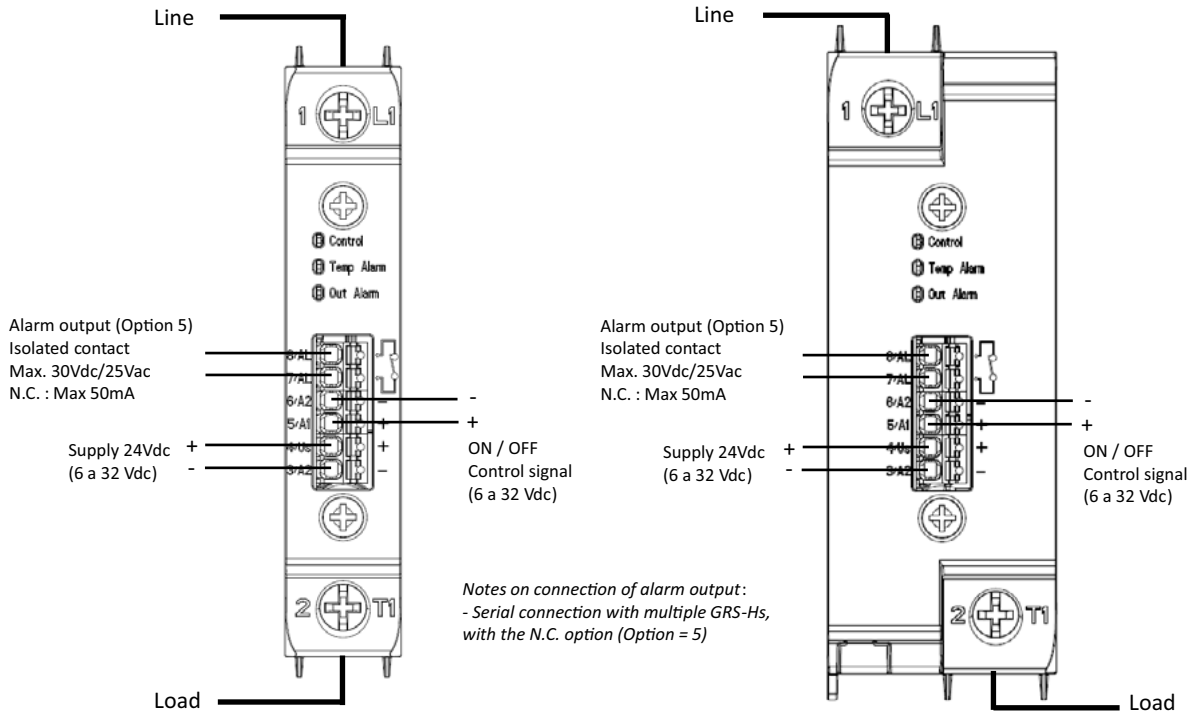 Line
1 L1
Control
Temp Alarm
Out Alarm
Alarm output (Option 5)
Isolated contact
Max. 30Vdc/25Vac
N.C. : Max 50mA
8/AL
7/AL
6/A2 -
5/A1 +
4/Us +
3/A2 -
Supply 24Vdc
(6 a 32 Vdc)
+
-
-
+
ON / OFF
Control signal
(6 a 32 Vdc)
2 T1
Load
Notes on connection of alarm output:
- Serial connection with multiple GRS-Hs,
with the N.C. option (Option = 5)
Line
1 L1
Control
Temp Alarm
Out Alarm
Alarm output (Option 5)
Isolated contact
Max. 30Vdc/25Vac
N.C. : Max 50mA
8/AL
7/AL
6/A2 -
5/A1 +
4/Us +
3/A2 -
Supply 24Vdc
(6 a 32 Vdc)
+
-
-
+
ON / OFF
Control signal
(6 a 32 Vdc)
2 T1
Load